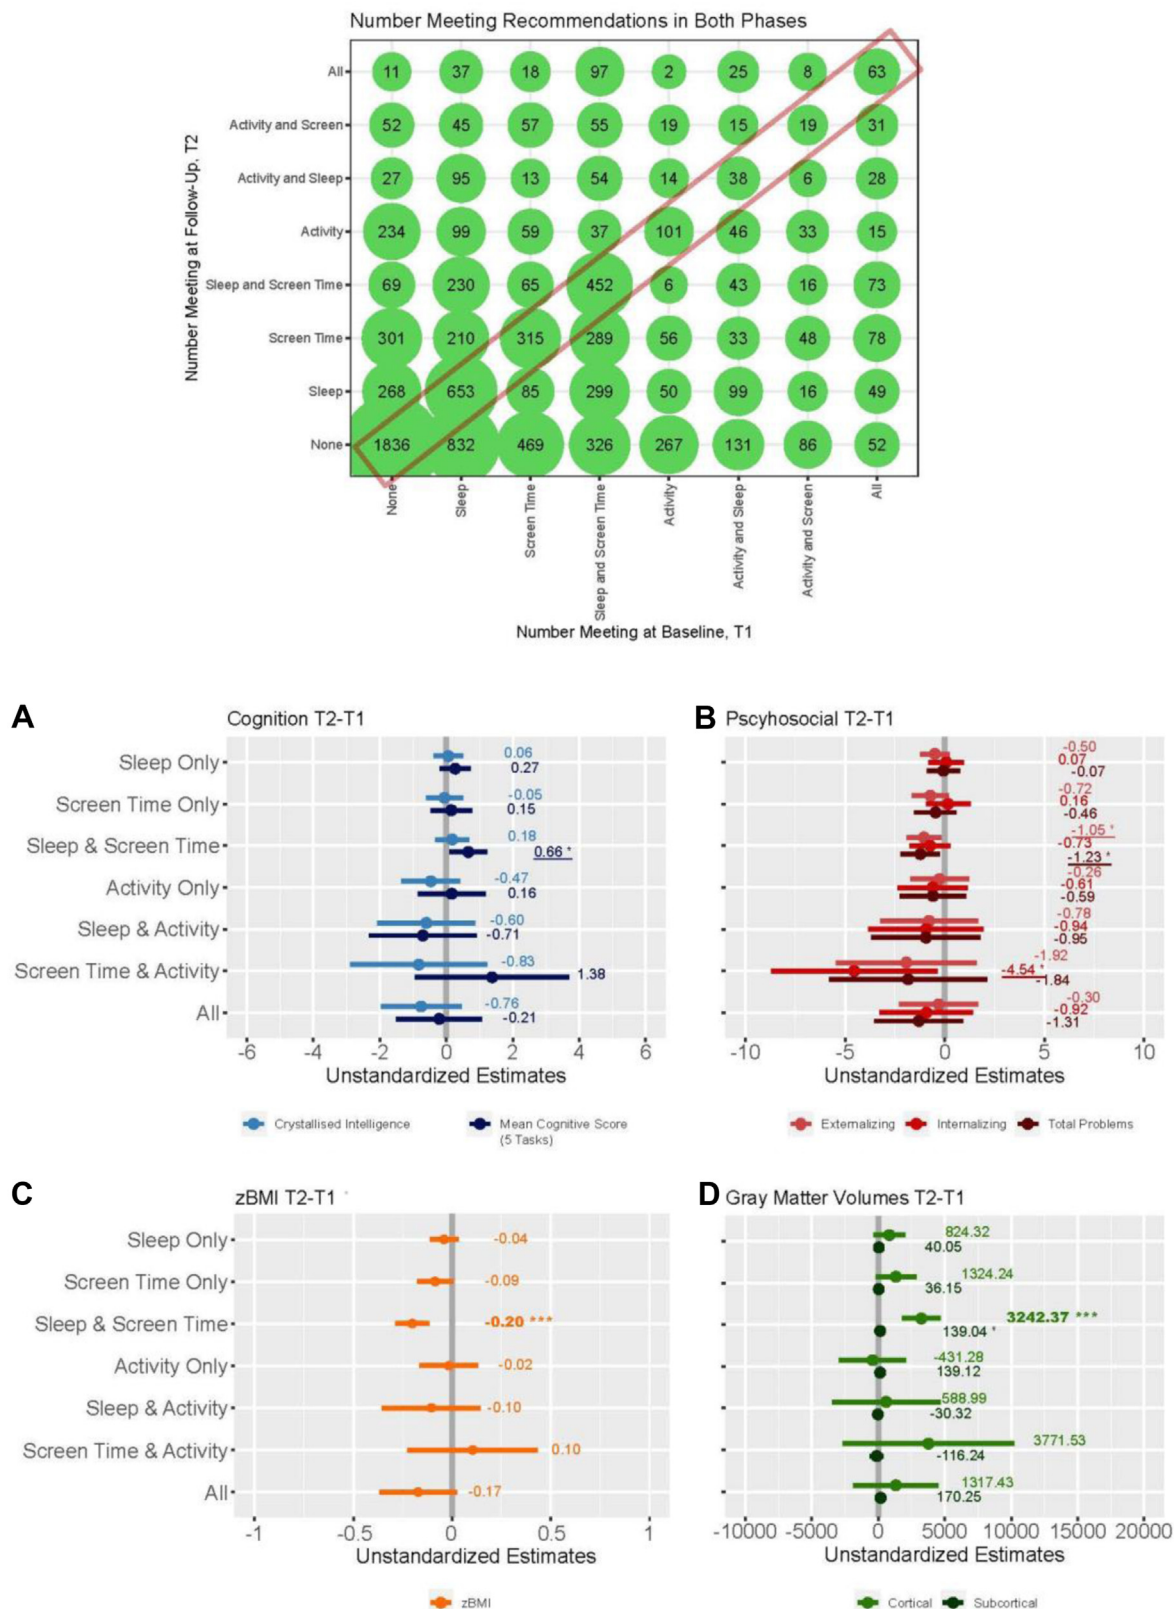 Number Meeting Recommendations in Both Phases
Number Meeting at Follow-Up, T2
All 11 37 18 97 2 25 8 63
Activity and Screen 52 45 57 55 19 15 19 31
Activity and Sleep 27 95 13 54 14 38 6 28
Activity 234 99 59 37 101 46 33 15
Sleep and Screen Time 69 230 65 452 6 43 16 73
Screen Time 301 210 315 289 56 33 48 78
Sleep 268 653 85 299 50 99 16 49
None 1836 832 469 326 267 131 86 52
None Sleep Screen Time Sleep and Screen Time Activity Activity and Sleep Activity and Screen All
Number Meeting at Baseline, T1
A
Cognition T2-T1
Sleep Only 0.06
0.27
Screen Time Only -0.05
0.15
Sleep & Screen Time 0.18
0.66 *
Activity Only -0.47
0.16
Sleep & Activity -0.60
-0.71
Screen Time & Activity -0.83
1.38
All -0.76
-0.21
-6 -4 -2 0 2 4 6
Unstandardized Estimates
Crystallised Intelligence
Mean Cognitive Score
(5 Tasks)
B
Pscyhosocial T2-T1
-0.50
0.07
-0.07
-0.72
0.16
-0.46
-1.05 *
-0.73
-1.23 *
-0.26
-0.61
-0.59
-0.78
-0.94
-0.95
-1.92
-4.54 *
-1.84
-0.30
-0.92
-1.31
-10 -5 0 5 10
Unstandardized Estimates
Externalizing Internalizing Total Problems
C
zBMI T2-T1 *
Sleep Only -0.04
Screen Time Only -0.09
Sleep & Screen Time -0.20 ***
Activity Only -0.02
Sleep & Activity -0.10
Screen Time & Activity 0.10
All -0.17
-1 -0.5 0 0.5 1
Unstandardized Estimates
zBMI
D
Gray Matter Volumes T2-T1
824.32
40.05
1324.24
36.15
3242.37 ***
139.04 *
-431.28
139.12
588.99
-30.32
3771.53
-116.24
1317.43
170.25
-10000 -5000 0 5000 10000 15000 20000
Unstandardized Estimates
Cortical Subcortical